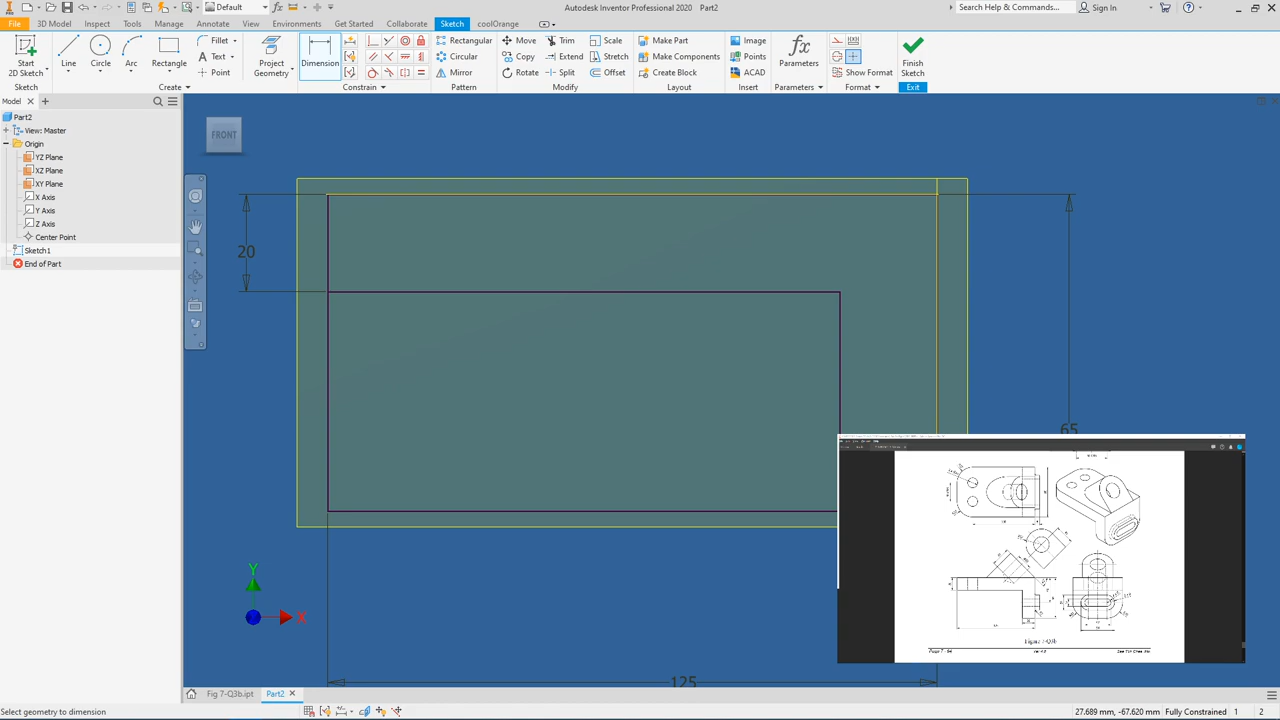 Default
Autodesk Inventor Professional 2020 Part2
Search Help & Commands...
Sign In
File 3D Model Inspect Tools Manage Annotate View Environments Get Started Collaborate Sketch coolOrange
Start
2D Sketch
Line Circle Arc Rectangle
Fillet
Text
Point
Project
Geometry
Dimension
Rectangular
Circular
Mirror
Move
Copy
Rotate
Trim
Extend
Split
Scale
Stretch
Offset
Make Part
Make Components
Create Block
Image
Points
ACAD
Parameters
Show Format
Finish
Sketch
Sketch Create Constrain Pattern Modify Layout Insert Parameters Format Exit
Model
Part2
View: Master
Origin
YZ Plane
XZ Plane
XY Plane
X Axis
Y Axis
Z Axis
Center Point
Sketch1
End of Part
FRONT
20
65
125
Y
X
Fig 7-Q3b.ipt Part2
Select geometry to dimension
27.689 mm, -67.620 mm Fully Constrained 1 2